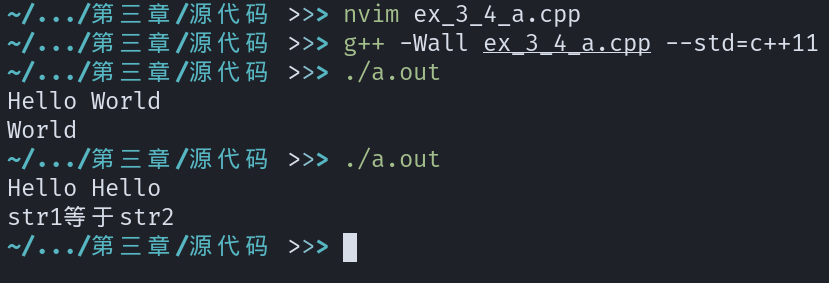 ~/.../第三章/源代码 >>> nvim ex_3_4_a.cpp
~/.../第三章/源代码 >>> g++ -Wall ex_3_4_a.cpp --std=c++11
~/.../第三章/源代码 >>> ./a.out
Hello World
World
~/.../第三章/源代码 >>> ./a.out
Hello Hello
str1等于str2
~/.../第三章/源代码 >>>